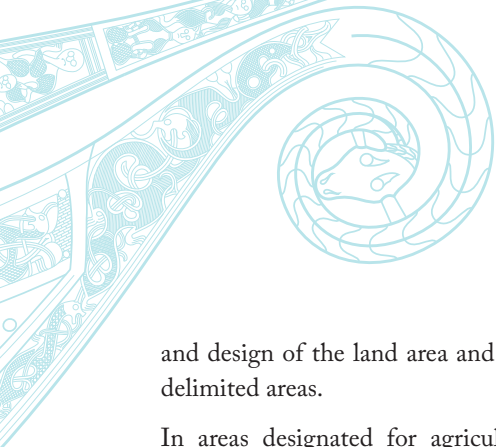 and design of the land area and
delimited areas.
In areas designated for